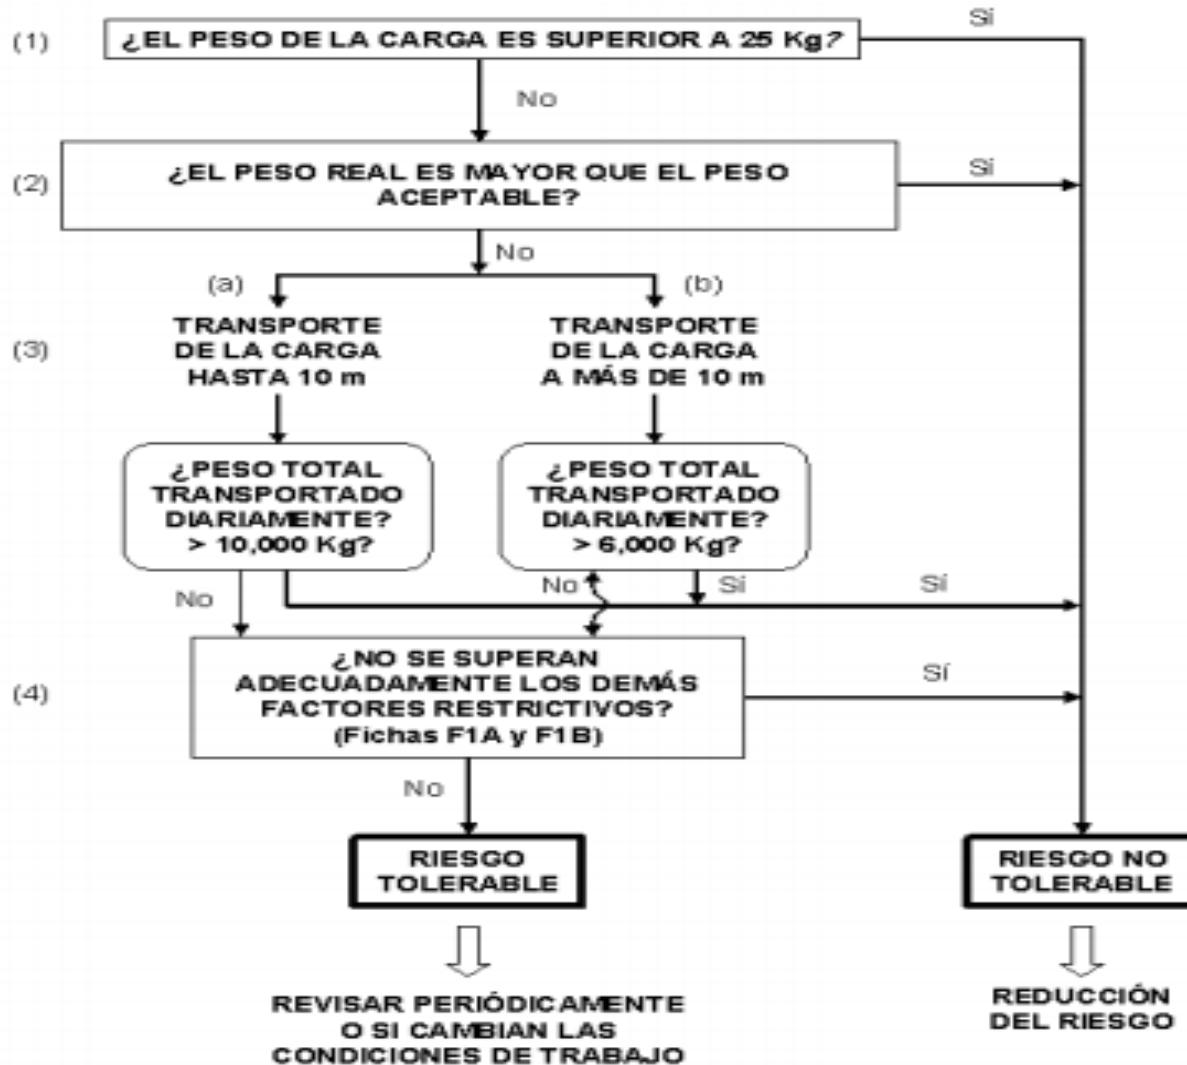 Sí
(1) ¿EL PESO DE LA CARGA ES SUPERIOR A 25 Kg?
No
(2) ¿EL PESO REAL ES MAYOR QUE EL PESO
ACEPTABLE?
Sí
No
(a) (b)
(3)
TRANSPORTE
DE LA CARGA
HASTA 10 m
TRANSPORTE
DE LA CARGA
A MÁS DE 10 m
¿PESO TOTAL
TRANSPORTADO
DIARIAMENTE?
> 10,000 Kg?
¿PESO TOTAL
TRANSPORTADO
DIARIAMENTE?
> 6,000 Kg?
No
No
Sí
Sí
(4)
¿NO SE SUPERAN
ADECUADAMENTE LOS DEMÁS
FACTORES RESTRICTIVOS?
(Fichas F1A y F1B)
Sí
No
RIESGO
TOLERABLE
RIESGO NO
TOLERABLE
REVISAR PERIÓDICAMENTE
O SI CAMBIAN LAS
CONDICIONES DE TRABAJO
REDUCCIÓN
DEL RIESGO